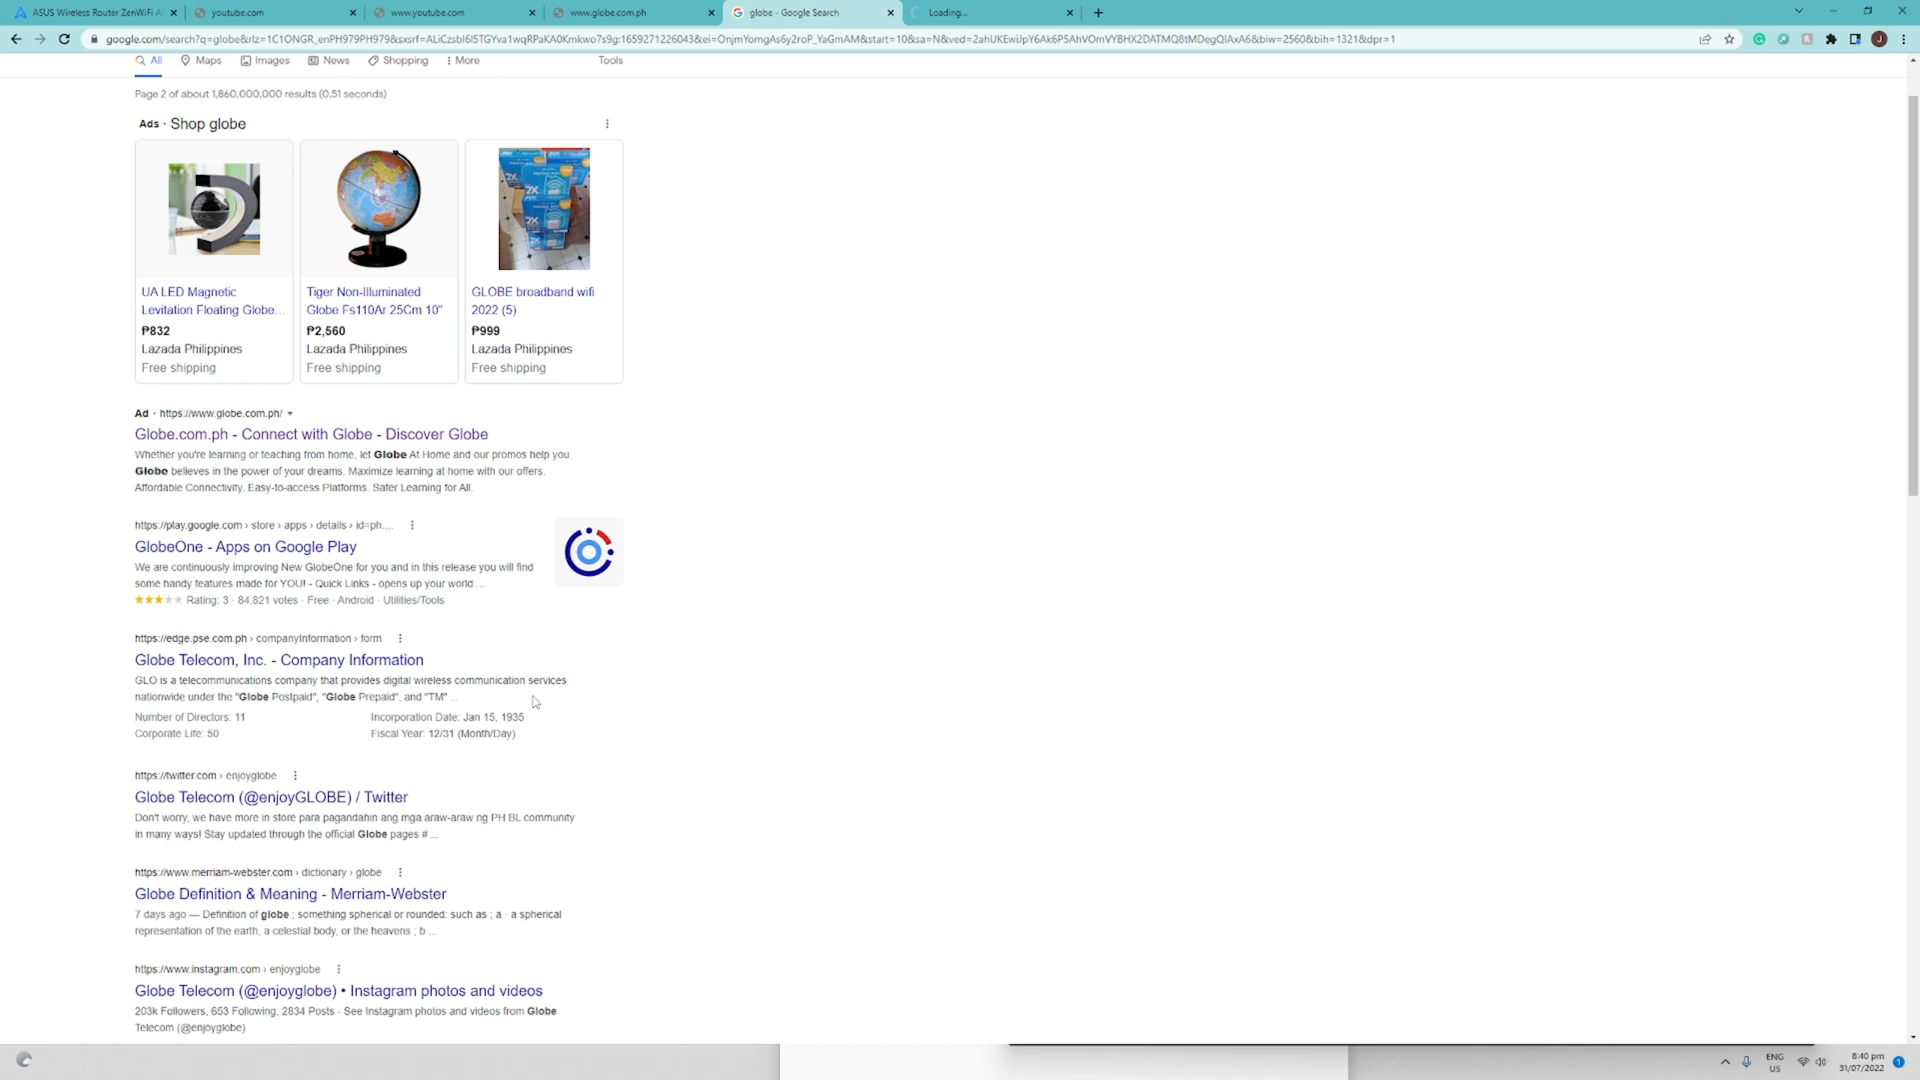 ASUS Wireless Router ZenWiFi A
youtube.com
www.youtube.com
www.globe.com.ph
globe - Google Search
Loading...
All
Maps
Images
News
Shopping
More
Tools
Page 2 of about 1,860,000,000 results (0.51 seconds)
Ads · Shop globe
UA LED Magnetic
Levitation Floating Globe...
₱832
Lazada Philippines
Free shipping
Tiger Non-Illuminated
Globe Fs110Ar 25Cm 10"
₱2,560
Lazada Philippines
Free shipping
GLOBE broadband wifi
2022 (5)
₱999
Lazada Philippines
Free shipping
Ad · https://www.globe.com.ph/
Globe.com.ph - Connect with Globe - Discover Globe
Whether you're learning or teaching from home, let Globe At Home and our promos help you.
Globe believes in the power of your dreams. Maximize learning at home with our offers.
Affordable Connectivity. Easy-to-access Platforms. Safer Learning for All.
https://play.google.com › store › apps › details › id=ph....
GlobeOne - Apps on Google Play
We are continuously improving New GlobeOne for you and in this release you will find
some handy features made for YOU! - Quick Links - opens up your world ...
Rating: 3 · 84,821 votes · Free · Android · Utilities/Tools
https://edge.pse.com.ph › companyInformation › form
Globe Telecom, Inc. - Company Information
GLO is a telecommunications company that provides digital wireless communication services
nationwide under the "Globe Postpaid", "Globe Prepaid", and "TM" ...
Number of Directors: 11
Incorporation Date: Jan 15, 1935
Corporate Life: 50
Fiscal Year: 12/31 (Month/Day)
https://twitter.com › enjoyglobe
Globe Telecom (@enjoyGLOBE) / Twitter
Don't worry, we have more in store para pagandahin ang mga araw-araw ng PH BL community
in many ways! Stay updated through the official Globe pages # ...
https://www.merriam-webster.com › dictionary › globe
Globe Definition & Meaning - Merriam-Webster
7 days ago — Definition of globe ; something spherical or rounded: such as ; a · a spherical
representation of the earth, a celestial body, or the heavens ; b ...
https://www.instagram.com › enjoyglobe
Globe Telecom (@enjoyglobe) • Instagram photos and videos
203k Followers, 653 Following, 2834 Posts - See Instagram photos and videos from Globe
Telecom (@enjoyglobe)
ENG
US
8:40 pm
31/07/2022
1